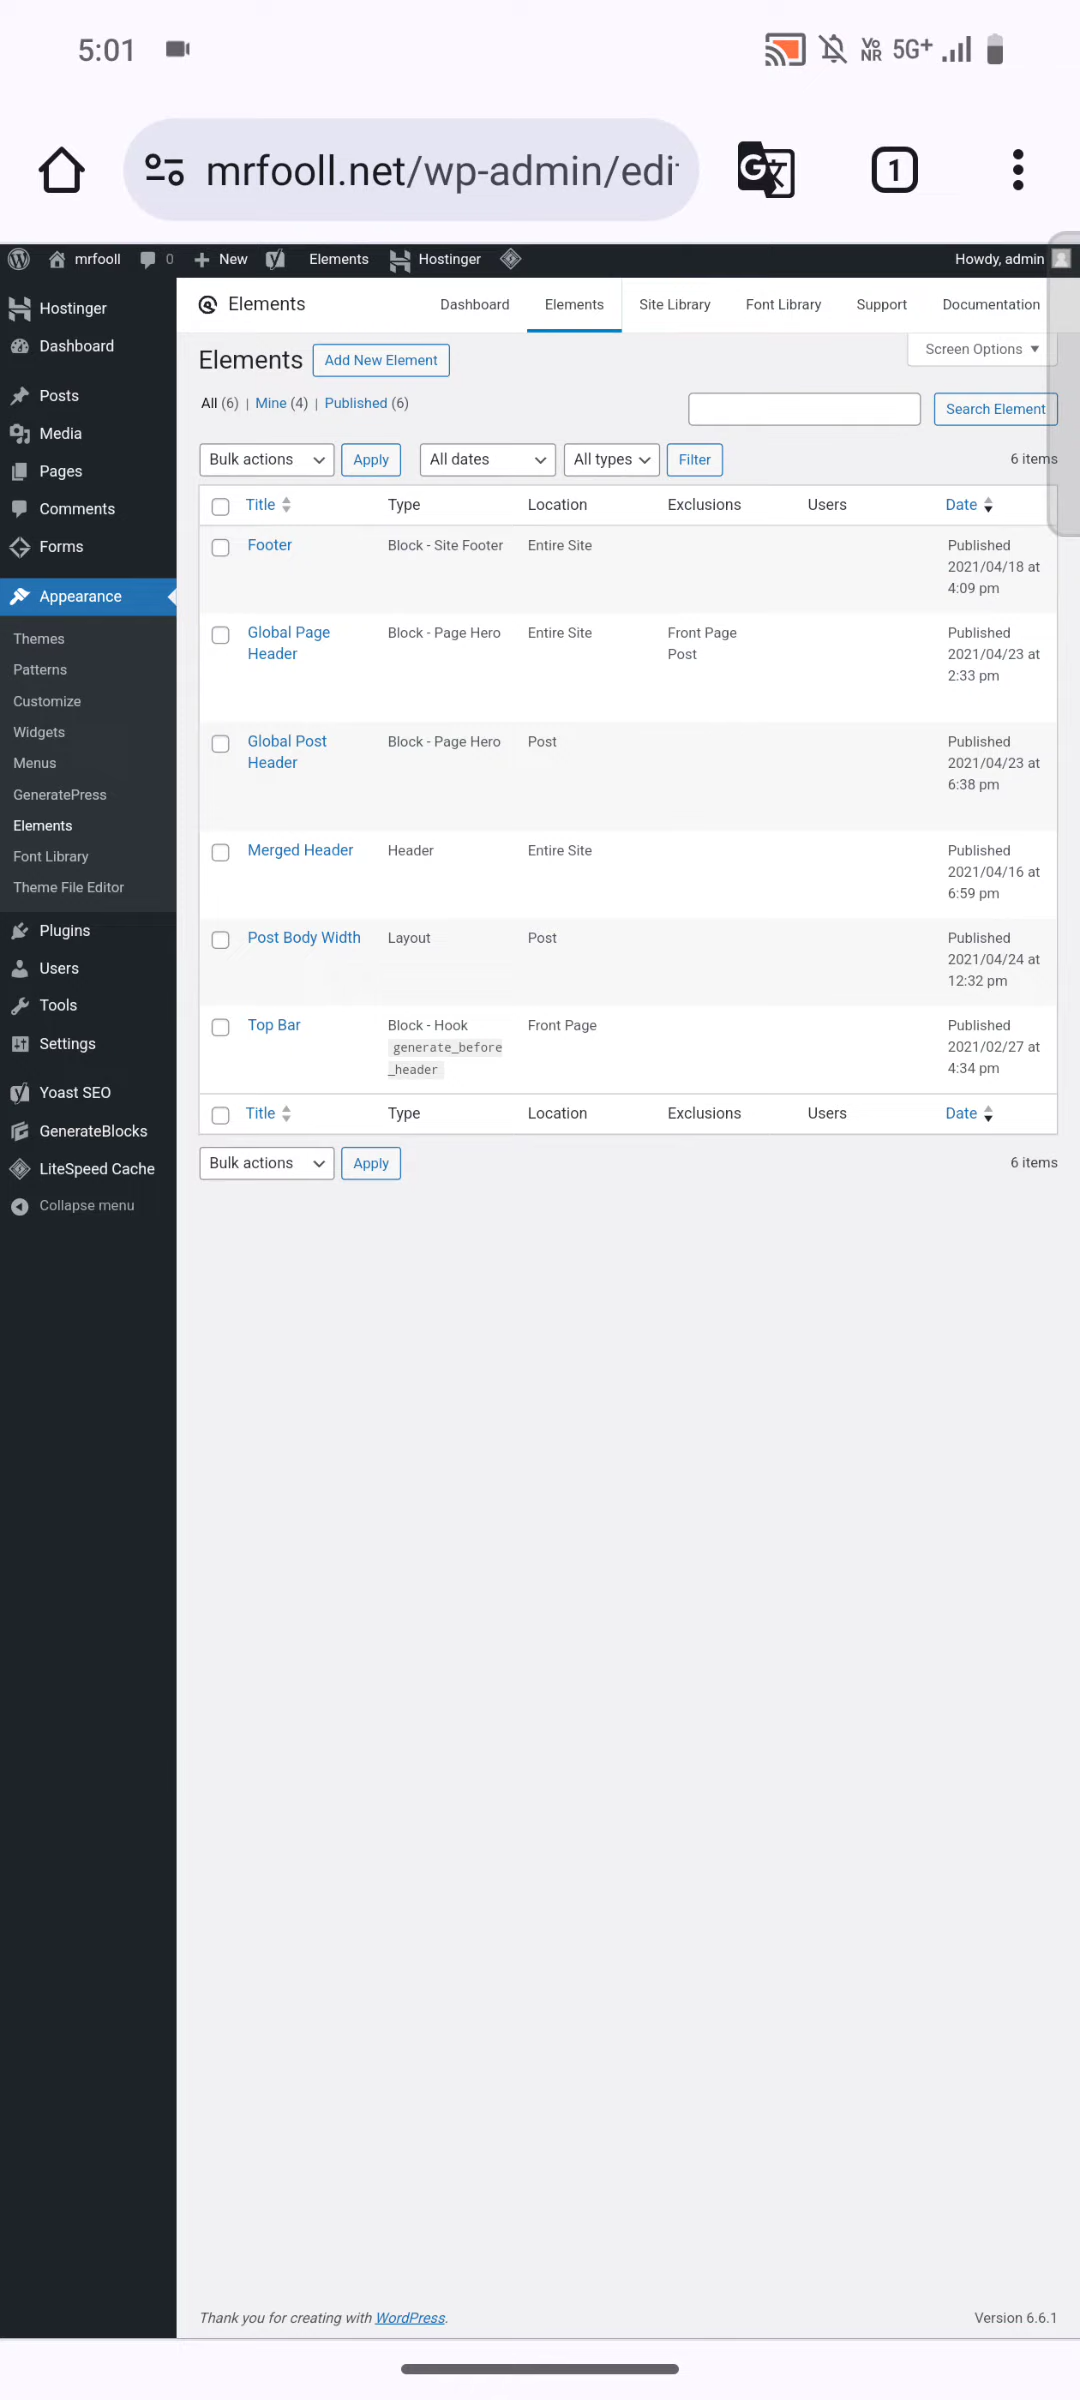 5:01 Vo NR 5G+
mrfooll.net/wp-admin/edi
1
mrfooll 0 New Elements Hostinger Howdy, admin
Hostinger
Dashboard
Posts
Media
Pages
Comments
Forms
Appearance
Themes
Patterns
Customize
Widgets
Menus
GeneratePress
Elements
Font Library
Theme File Editor
Plugins
Users
Tools
Settings
Yoast SEO
GenerateBlocks
LiteSpeed Cache
Collapse menu
Elements Dashboard Elements Site Library Font Library Support Documentation
Screen Options
Elements Add New Element
All (6) | Mine (4) | Published (6)
Search Element
Bulk actions Apply All dates All types Filter 6 items
Title Type Location Exclusions Users Date
Footer Block - Site Footer Entire Site Published
2021/04/18 at
4:09 pm
Global Page Block - Page Hero Entire Site Front Page Published
Header Post 2021/04/23 at
2:33 pm
Global Post Block - Page Hero Post Published
Header 2021/04/23 at
6:38 pm
Merged Header Header Entire Site Published
2021/04/16 at
6:59 pm
Post Body Width Layout Post Published
2021/04/24 at
12:32 pm
Top Bar Block - Hook Front Page Published
generate_before 2021/02/27 at
_header 4:34 pm
Title Type Location Exclusions Users Date
Bulk actions Apply 6 items
Thank you for creating with WordPress. Version 6.6.1